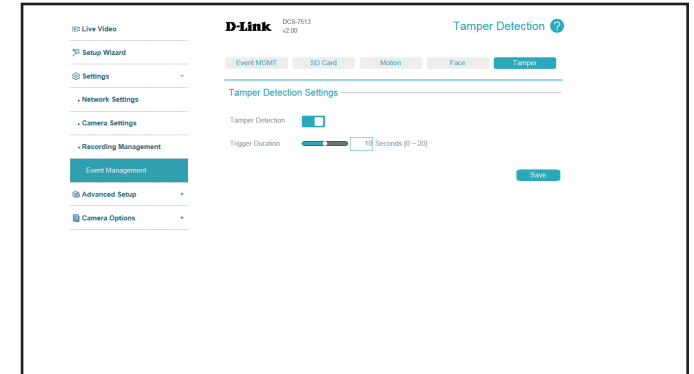 Live Video
Setup Wizard
Settings -
Network Settings
Camera Settings
Recording Management
Event Management
Advanced Setup +
Camera Options +
D-Link DCS-7513
v2.00
Tamper Detection ?
Event MGMT SD Card Motion Face Tamper
Tamper Detection Settings
Tamper Detection
Trigger Duration 10 Seconds [0 ~ 20]
Save